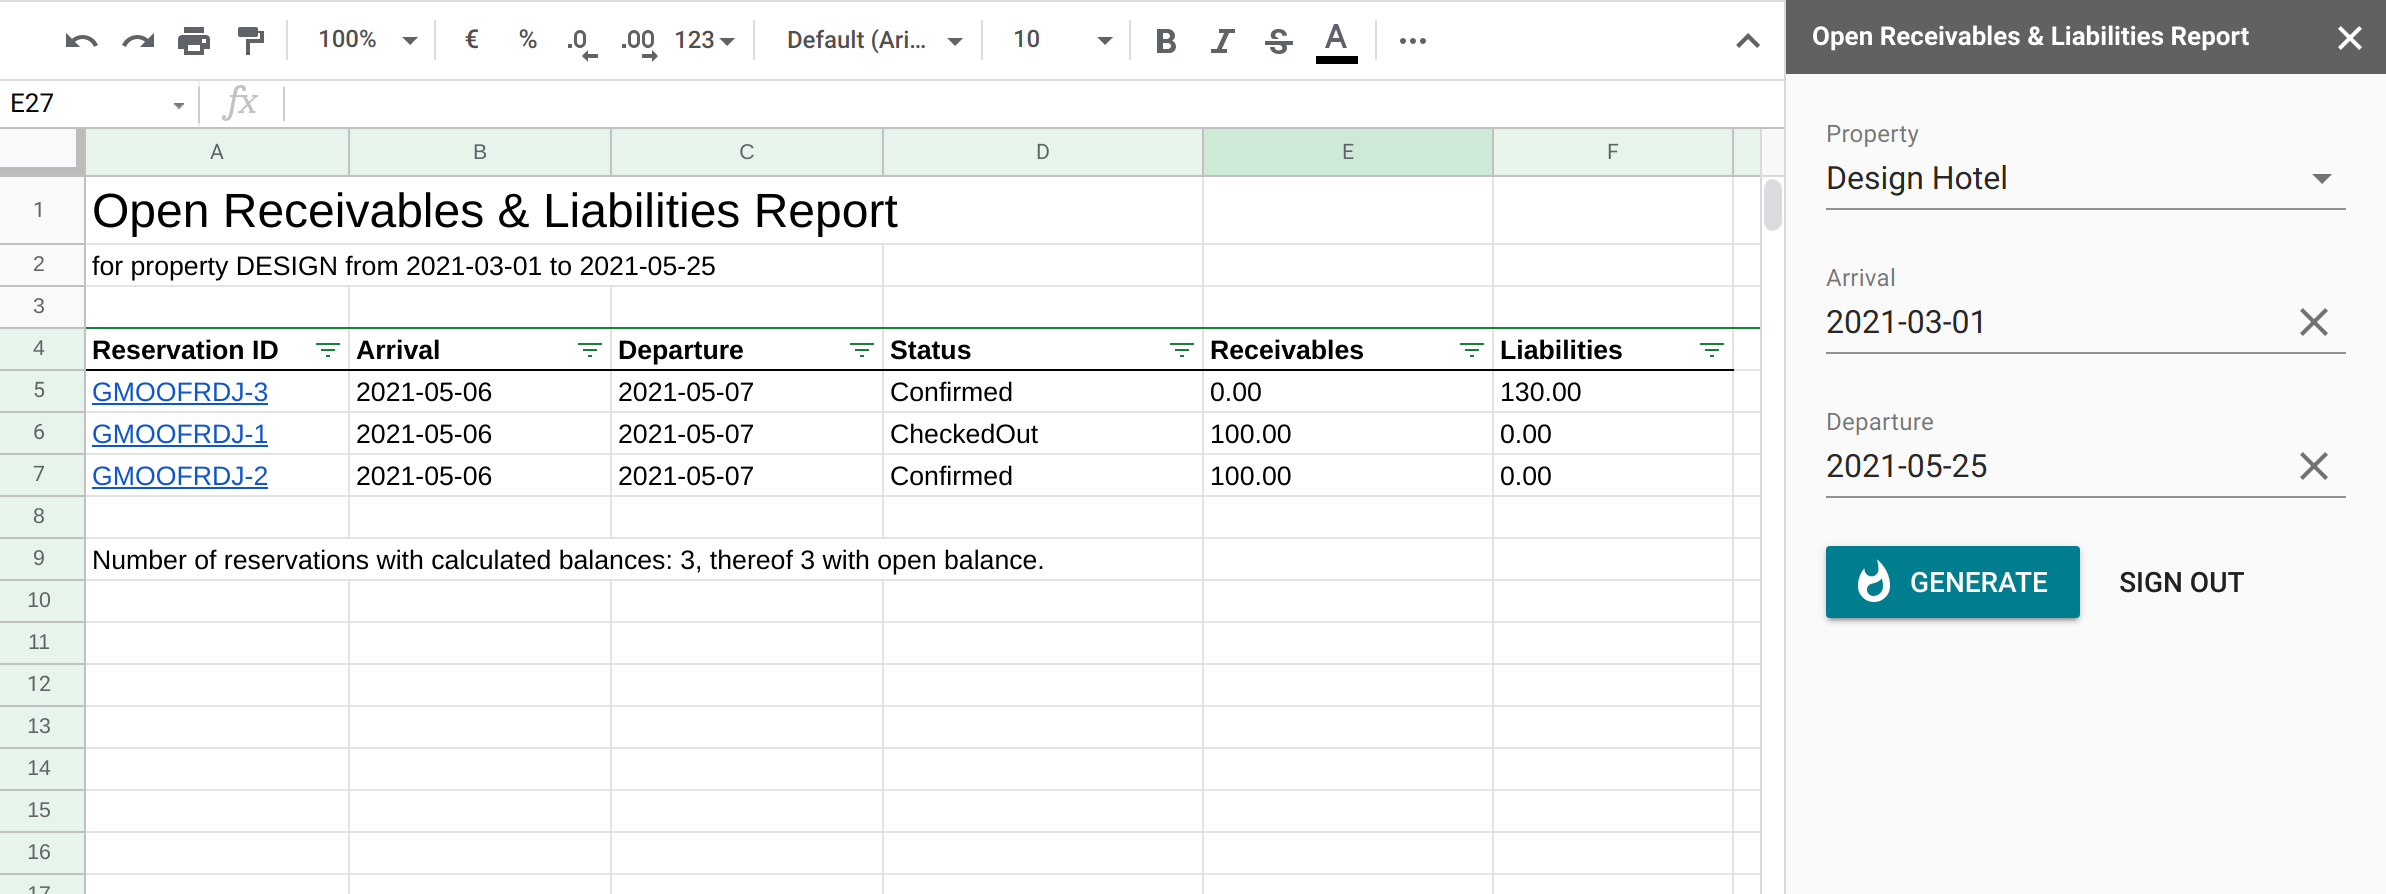 100% € % .0 .00 123 Default (Ari... 10 B I S A
Open Receivables & Liabilities Report
E27 fx
A B C D E F
1 Open Receivables & Liabilities Report
2 for property DESIGN from 2021-03-01 to 2021-05-25
3
4 Reservation ID Arrival Departure Status Receivables Liabilities
5 GMOOFRDJ-3 2021-05-06 2021-05-07 Confirmed 0.00 130.00
6 GMOOFRDJ-1 2021-05-06 2021-05-07 CheckedOut 100.00 0.00
7 GMOOFRDJ-2 2021-05-06 2021-05-07 Confirmed 100.00 0.00
8
9 Number of reservations with calculated balances: 3, thereof 3 with open balance.
10
11
12
13
14
15
16
17
Property
Design Hotel
Arrival
2021-03-01
Departure
2021-05-25
GENERATE SIGN OUT